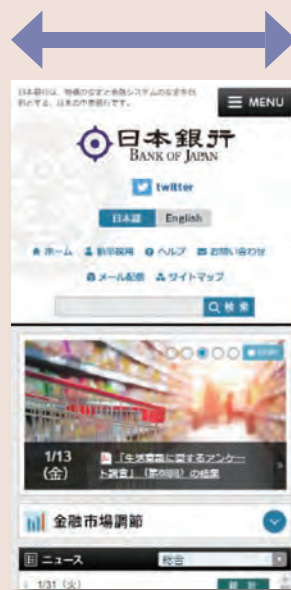 日本銀行は、物価の安定と金融システムの安定を目
的とする、日本の中央銀行です。
MENU
日本銀行
BANK OF JAPAN
twitter
日本語 English
ホーム 新卒採用 ヘルプ お問い合わせ
メール配信 サイトマップ
検索
1/13
(金)
「生活意識に関するアンケー
ト調査」(第68回)の結果
金融市場調節
ニュース 総合
1/31 (火)